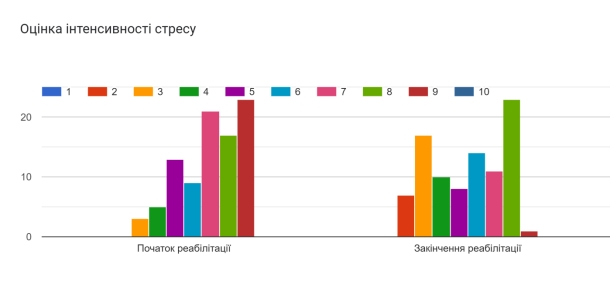 Оцінка інтенсивності стресу
1 2 3 4 5 6 7 8 9 10
20
10
0
Початок реабілітації Закінчення реабілітації